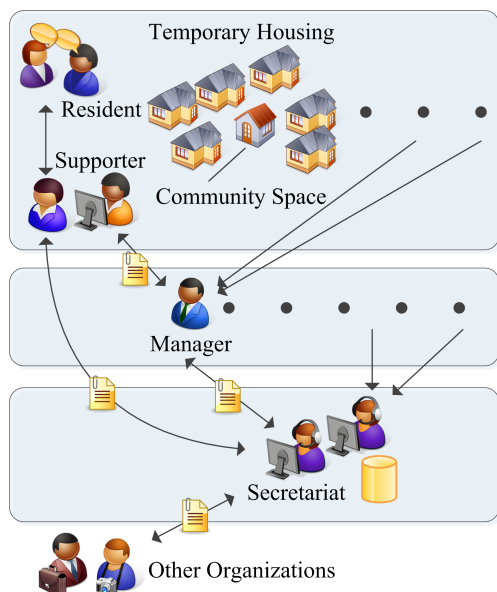 Temporary Housing
Resident
Supporter
Community Space
Manager
Secretariat
Other Organizations